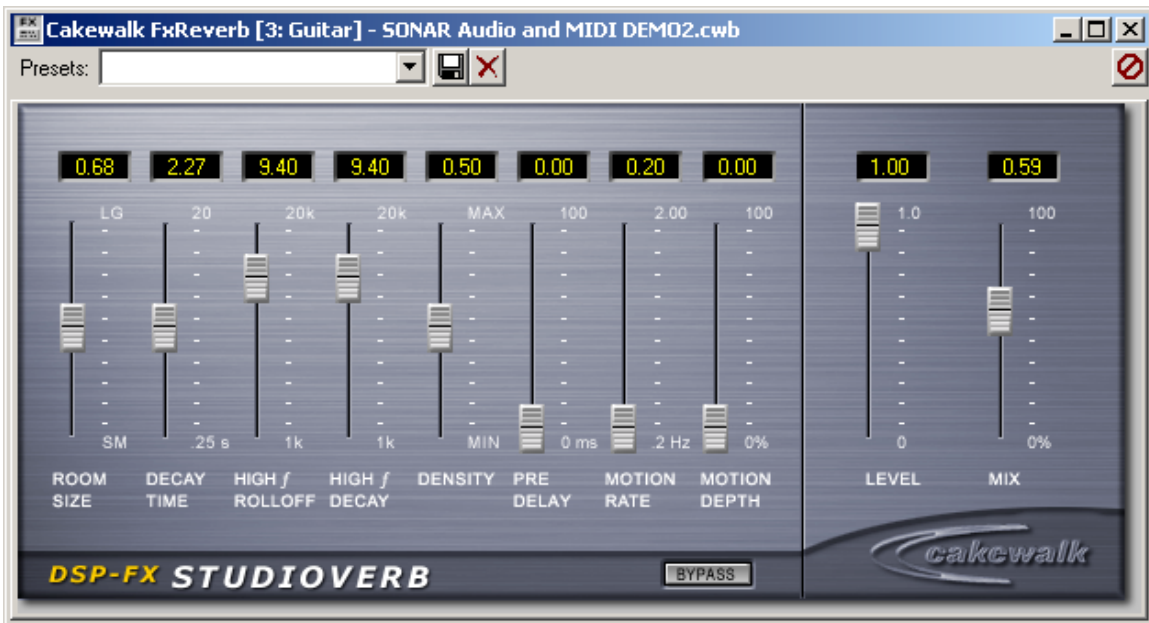 Cakewalk FxReverb [3: Guitar] - SONAR Audio and MIDI DEMO2.cwb
Presets:
0.68 2.27 9.40 9.40 0.50 0.00 0.20 0.00 1.00 0.59
LG 20 20k 20k MAX 100 2.00 100 1.0 100
SM .25 s 1k 1k MIN 0 ms .2 Hz 0% 0 0%
ROOM SIZE
DECAY TIME
HIGH f ROLLOFF
HIGH f DECAY
DENSITY
PRE DELAY
MOTION RATE
MOTION DEPTH
LEVEL
MIX
DSP-FX STUDIOVERB
BYPASS
cakewalk